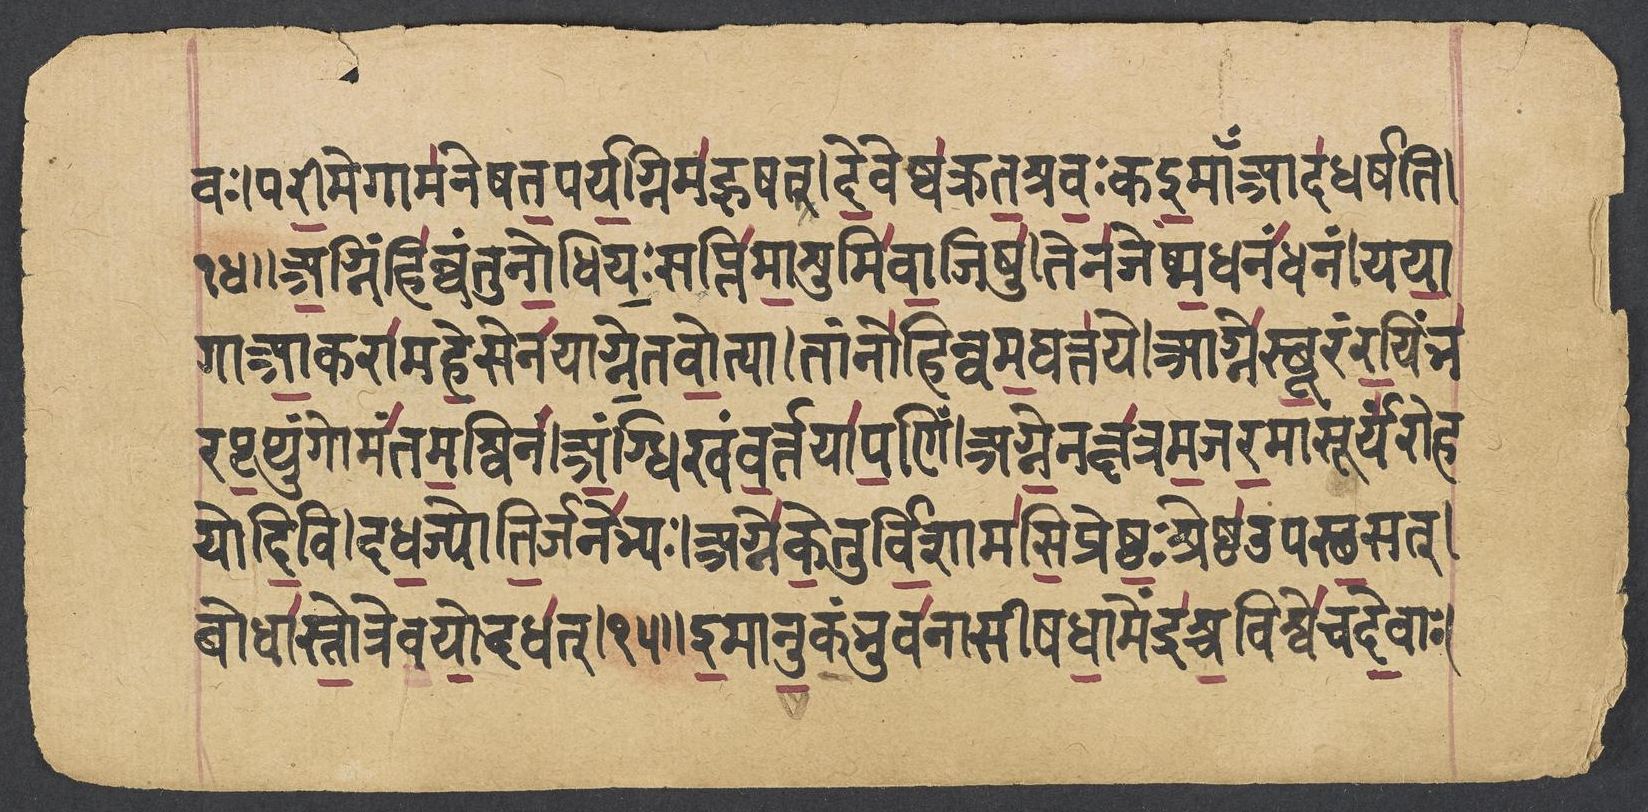 वः।परीमेगामनेषतपर्यग्निमहृषत।देवेष्वक्रतश्रवःकइमाँआदधर्षति।
१४॥अग्निंहिन्वंतुनोधियःसप्तिमाशुमिवाजिषु।तेनजेष्मधनंधनं।यया
गाआकरामहेसेनयाग्नेतवोत्या।तांनोहिन्वमघत्तये।आग्नेस्थूरंरयिंभ
रपृथुंगोमंतमश्विनं।अंग्धिखंवर्त्तयापणिं।अग्नेनक्षत्रमजरमासूर्यंरोह
योदिवि।दधज्ज्योतिर्जनेभ्यः।अग्नेकेतुर्विशामसिप्रेष्ठःश्रेष्ठउपस्थसत्।
बोधास्तोत्रेवयोदधत्।१५॥इमानुकंभुवनासीषधामेंद्रश्चविश्वेचदेवाः।